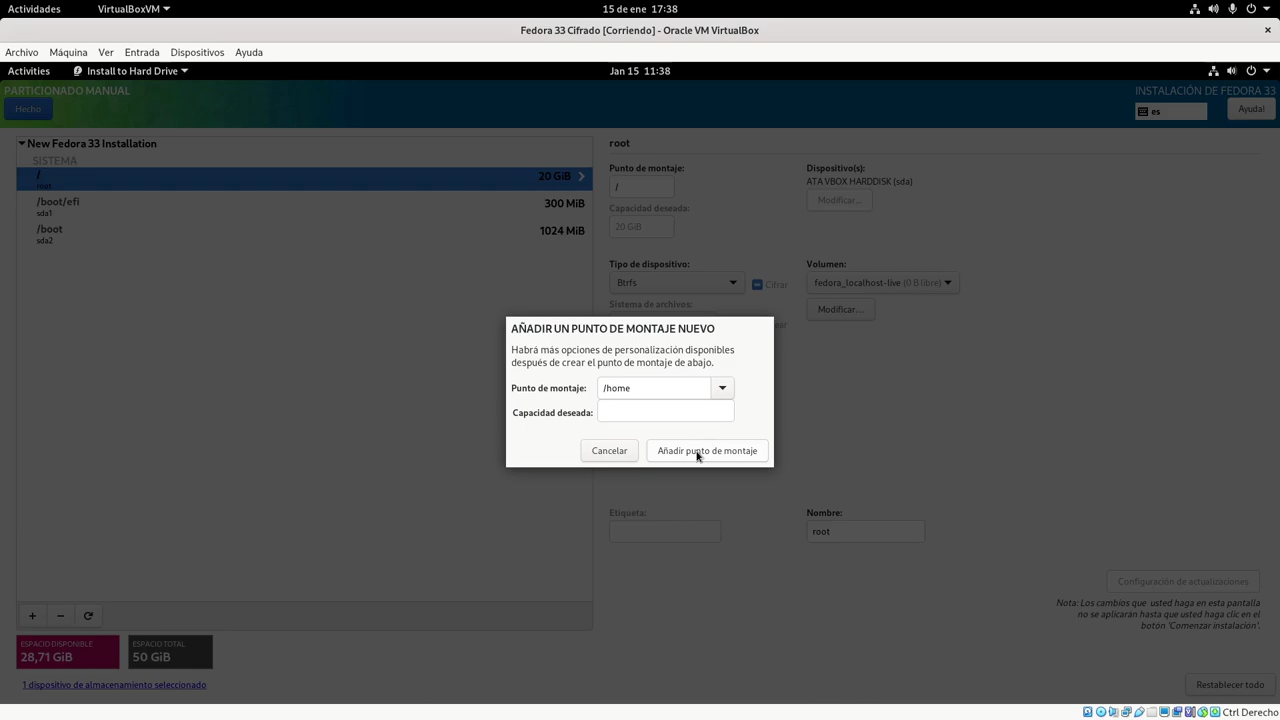 Actividades
VirtualBoxVM
15 de ene 17:38
Fedora 33 Cifrado [Corriendo] - Oracle VM VirtualBox
×
Archivo Máquina Ver Entrada Dispositivos Ayuda
Activities
Install to Hard Drive
Jan 15 11:38
PARTICIONADO MANUAL
INSTALACIÓN DE FEDORA 33
Hecho
es
Ayuda!
New Fedora 33 Installation
SISTEMA
/
20 GiB
root
/boot/efi
300 MiB
sda1
/boot
1024 MiB
sda2
root
Punto de montaje:
/
Dispositivo(s):
ATA VBOX HARDDISK (sda)
Modificar...
Capacidad deseada:
20 GiB
Tipo de dispositivo:
Btrfs
Cifrar
Volumen:
fedora_localhost-live (0 B libre)
Sistema de archivos:
Modificar...
AÑADIR UN PUNTO DE MONTAJE NUEVO
Habrá más opciones de personalización disponibles
después de crear el punto de montaje de abajo.
Punto de montaje: /home
Capacidad deseada:
Cancelar
Añadir punto de montaje
Etiqueta:
Nombre:
root
Configuración de actualizaciones
Nota: Los cambios que usted haga en esta pantalla
no se aplicarán hasta que usted haga clic en el
botón 'Comenzar instalación'.
+ −
ESPACIO DISPONIBLE
28,71 GiB
ESPACIO TOTAL
50 GiB
1 dispositivo de almacenamiento seleccionado
Restablecer todo
Ctrl Derecho